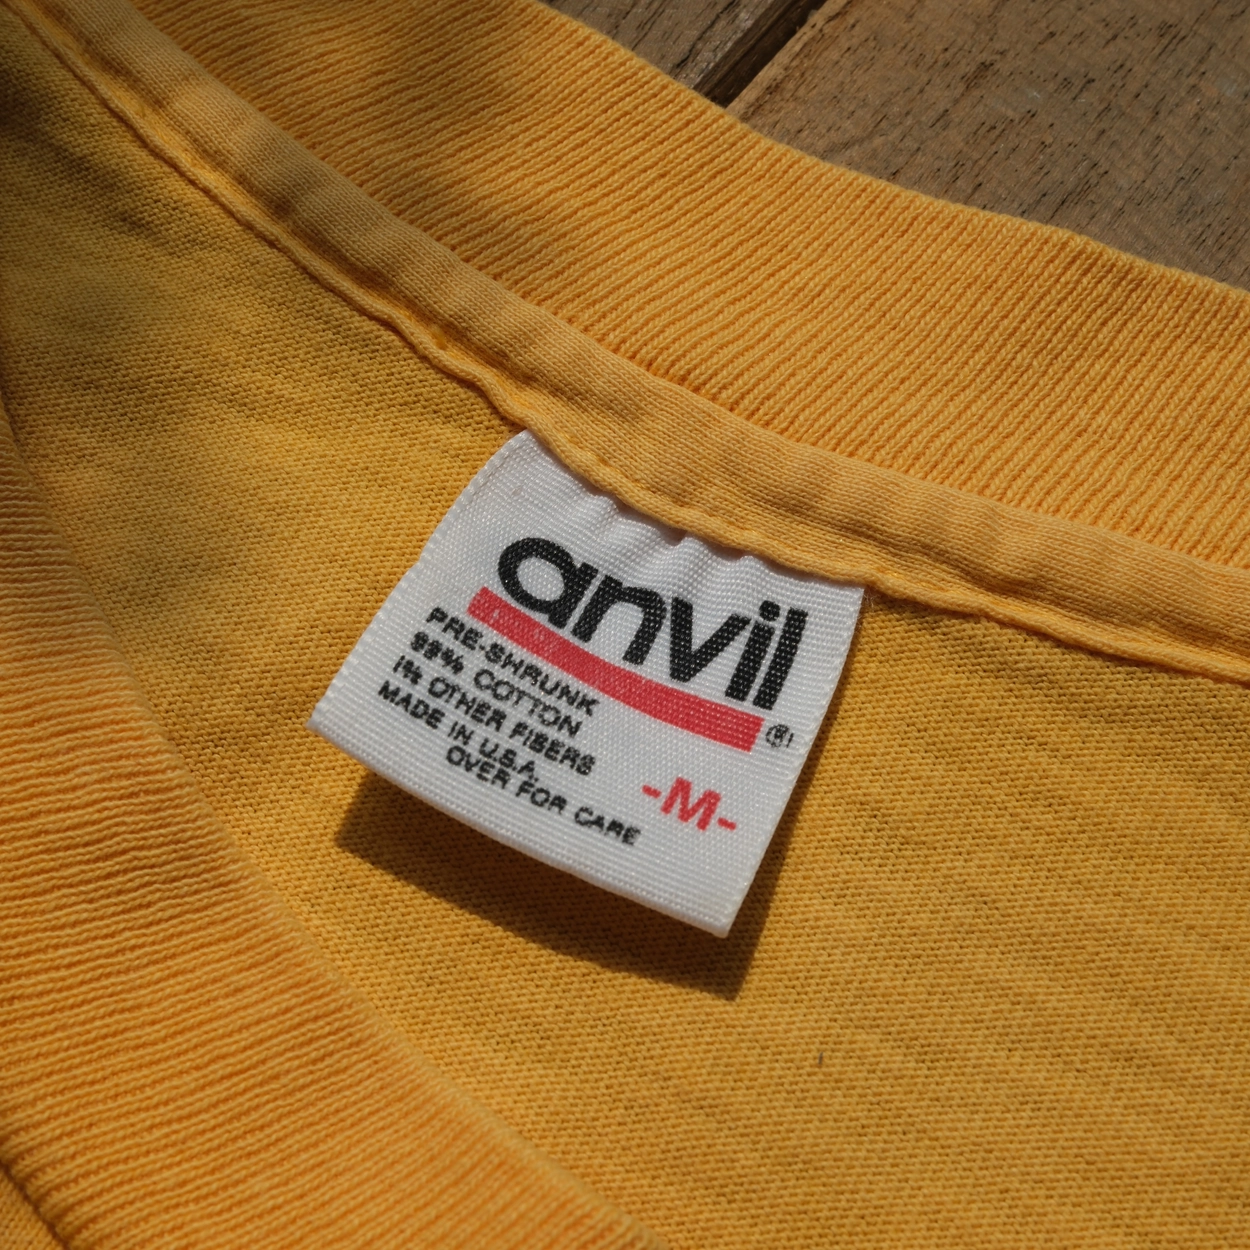 anvil®
PRE-SHRUNK
99% COTTON
1% OTHER FIBERS
MADE IN U.S.A.
OVER FOR CARE
-M-